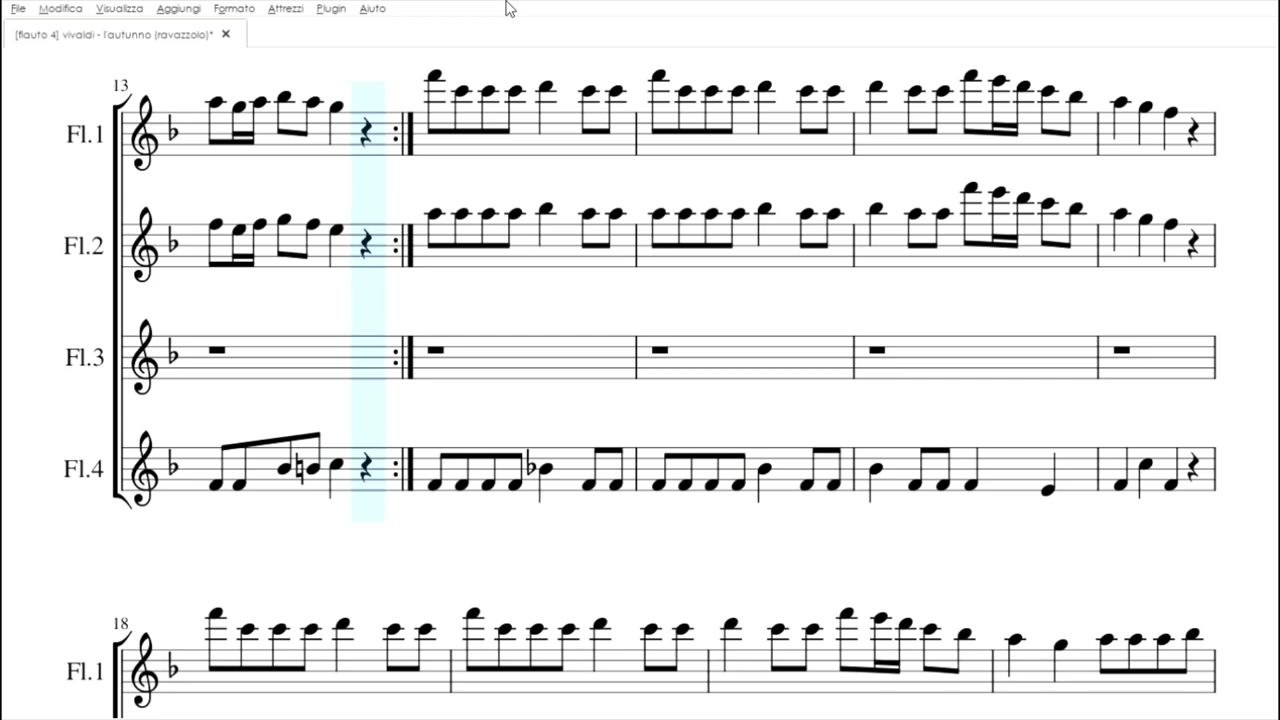 File Modifica Visualizza Aggiungi Formato Attrezzi Plugin Aiuto
[flauto 4] vivaldi - l'autunno (ravazzolo)*
13
Fl.1
Fl.2
Fl.3
Fl.4
18
Fl.1